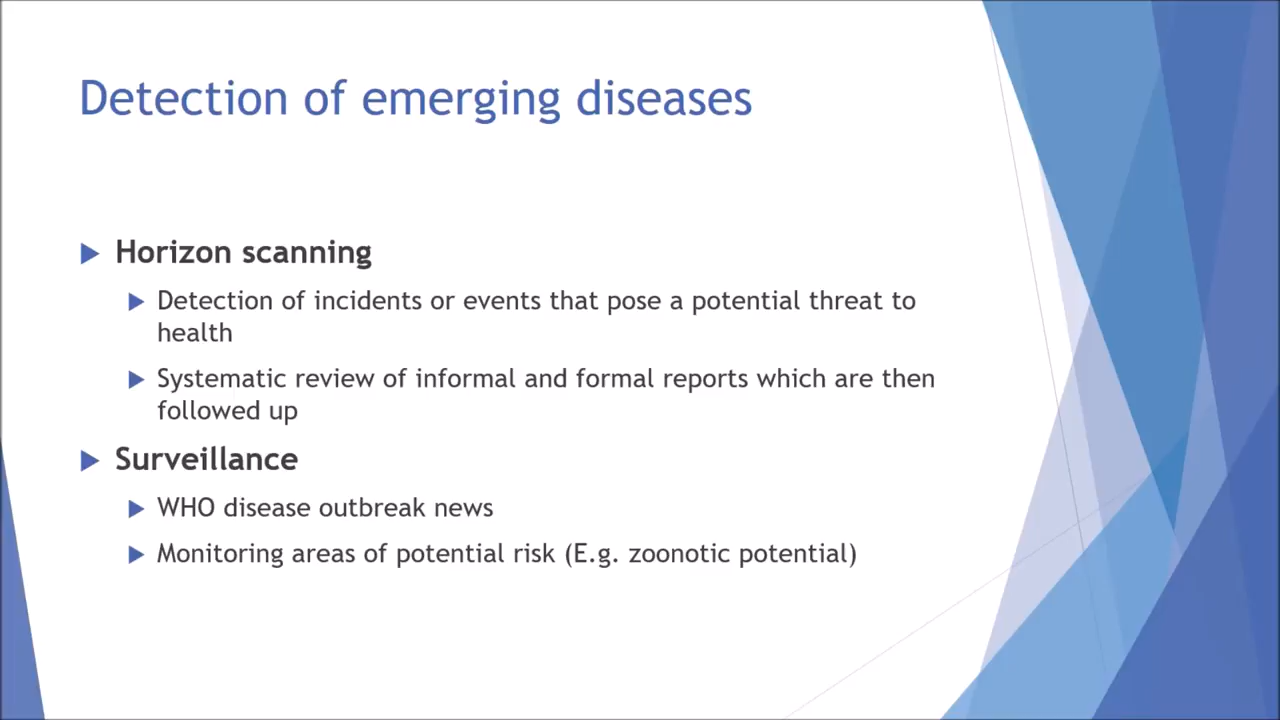 Detection of emerging diseases
Horizon scanning
Detection of incidents or events that pose a potential threat to
health
Systematic review of informal and formal reports which are then
followed up
Surveillance
WHO disease outbreak news
Monitoring areas of potential risk (E.g. zoonotic potential)